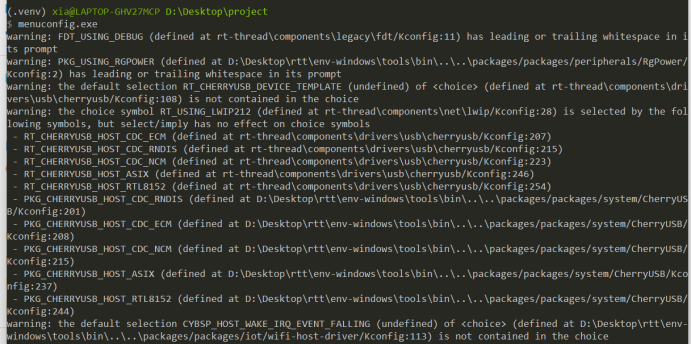 (.venv) xia@LAPTOP-GHV27MCP D:\Desktop\project
$ menuconfig.exe
warning: FDT_USING_DEBUG (defined at rt-thread\components\legacy\fdt/Kconfig:11) has leading or trailing whitespace in i
ts prompt
warning: PKG_USING_RGPOWER (defined at D:\Desktop\rtt\env-windows\tools\bin\..\..\packages/packages/peripherals/RgPower/
Kconfig:2) has leading or trailing whitespace in its prompt
warning: the default selection RT_CHERRYUSB_DEVICE_TEMPLATE (undefined) of <choice> (defined at rt-thread\components\dri
vers\usb\cherryusb/Kconfig:108) is not contained in the choice
warning: the choice symbol RT_USING_LWIP212 (defined at rt-thread\components\net\lwip/Kconfig:28) is selected by the fol
lowing symbols, but select/imply has no effect on choice symbols
 - RT_CHERRYUSB_HOST_CDC_ECM (defined at rt-thread\components\drivers\usb\cherryusb/Kconfig:207)
 - RT_CHERRYUSB_HOST_CDC_RNDIS (defined at rt-thread\components\drivers\usb\cherryusb/Kconfig:215)
 - RT_CHERRYUSB_HOST_CDC_NCM (defined at rt-thread\components\drivers\usb\cherryusb/Kconfig:223)
 - RT_CHERRYUSB_HOST_ASIX (defined at rt-thread\components\drivers\usb\cherryusb/Kconfig:246)
 - RT_CHERRYUSB_HOST_RTL8152 (defined at rt-thread\components\drivers\usb\cherryusb/Kconfig:254)
 - PKG_CHERRYUSB_HOST_CDC_RNDIS (defined at D:\Desktop\rtt\env-windows\tools\bin\..\..\packages/packages/system/CherryUS
B/Kconfig:201)
 - PKG_CHERRYUSB_HOST_CDC_ECM (defined at D:\Desktop\rtt\env-windows\tools\bin\..\..\packages/packages/system/CherryUSB/
Kconfig:208)
 - PKG_CHERRYUSB_HOST_CDC_NCM (defined at D:\Desktop\rtt\env-windows\tools\bin\..\..\packages/packages/system/CherryUSB/
Kconfig:215)
 - PKG_CHERRYUSB_HOST_ASIX (defined at D:\Desktop\rtt\env-windows\tools\bin\..\..\packages/packages/system/CherryUSB/Kco
nfig:237)
 - PKG_CHERRYUSB_HOST_RTL8152 (defined at D:\Desktop\rtt\env-windows\tools\bin\..\..\packages/packages/system/CherryUSB/
Kconfig:244)
warning: the default selection CYBSP_HOST_WAKE_IRQ_EVENT_FALLING (undefined) of <choice> (defined at D:\Desktop\rtt\env-
windows\tools\bin\..\..\packages/packages/iot/wifi-host-driver/Kconfig:113) is not contained in the choice